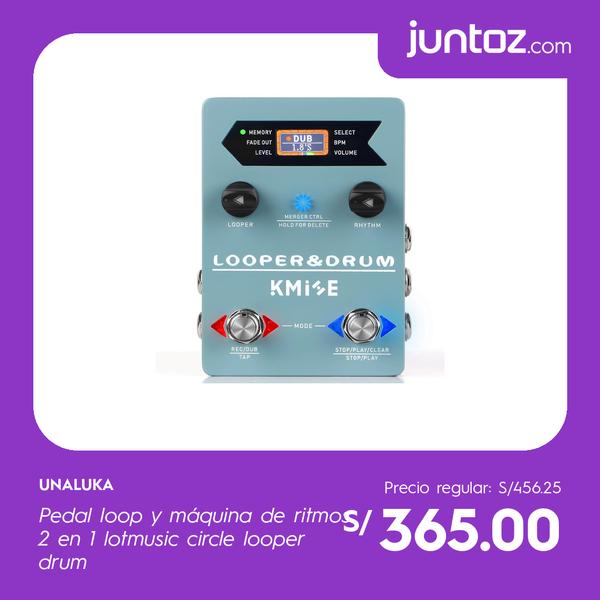 juntoz.com
MEMORY DUB SELECT
FADE OUT 1.8'S BPM
LEVEL VOLUME
MERGER CTRL
LOOPER HOLD FOR DELETE RHYTHM
LOOPER&DRUM
KMISE
MODE
REC/DUB STOP/PLAY/CLEAR
TAP STOP/PLAY
UNALUKA
Precio regular: S/456.25
Pedal loop y máquina de ritmos
2 en 1 lotmusic circle looper
drum
S/ 365.00